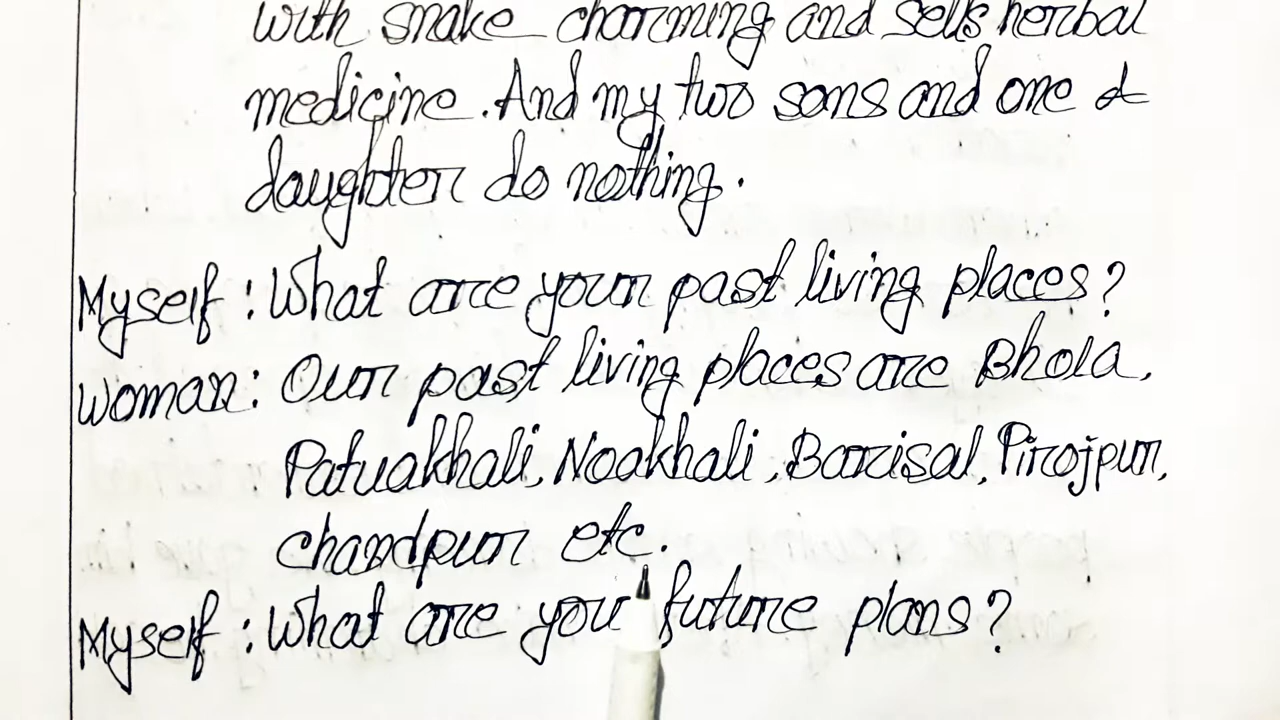 with snake charming and sells herbal
medicine. And my two sons and one d
daughter do nothing.
Myself : What are your past living places?
Woman: Our past living places are Bhola,
Patuakhali, Noakhali, Barisal, Pirojpur,
chandpur etc.
Myself : What are you future plans?